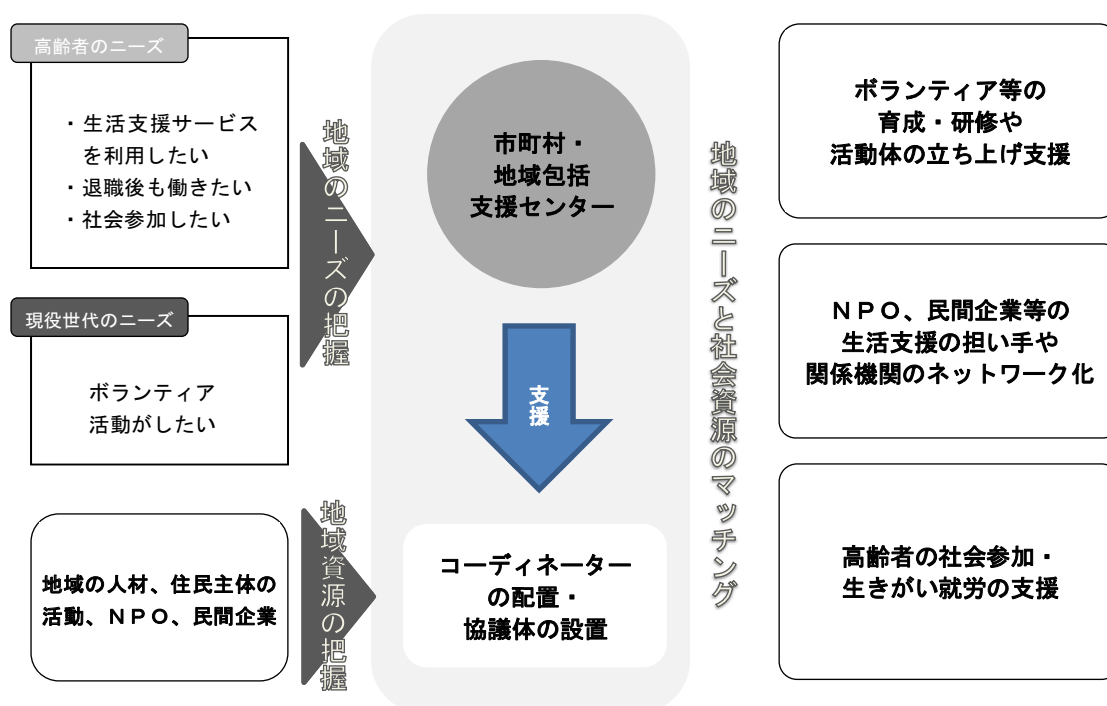 高齢者のニーズ
・生活支援サービス
を利用したい
・退職後も働きたい
・社会参加したい
現役世代のニーズ
ボランティア
活動がしたい
地域の人材、住民主体の
活動、ＮＰＯ、民間企業
地域のニーズの把握
地域資源の把握
市町村・
地域包括
支援センター
支援
コーディネーター
の配置・
協議体の設置
地域のニーズと社会資源のマッチング
ボランティア等の
育成・研修や
活動体の立ち上げ支援
ＮＰＯ、民間企業等の
生活支援の担い手や
関係機関のネットワーク化
高齢者の社会参加・
生きがい就労の支援